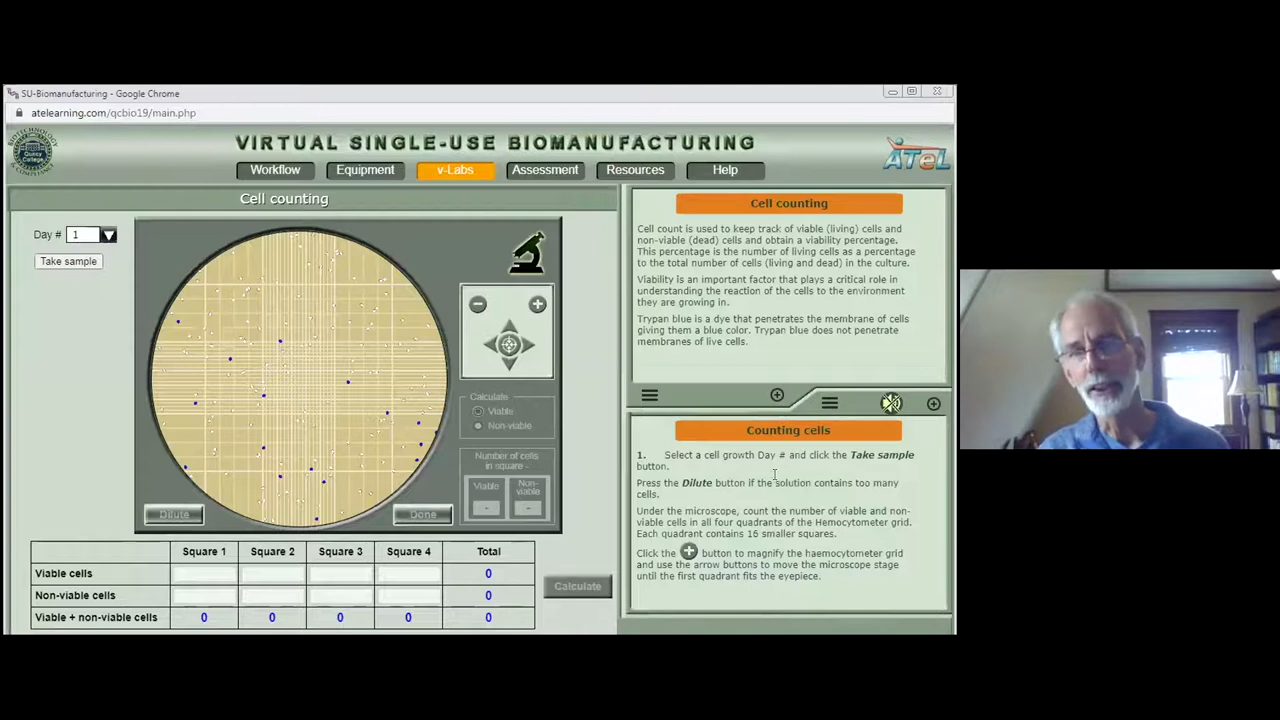 SU-Biomanufacturing - Google Chrome
atelearning.com/qcbio19/main.php
VIRTUAL SINGLE-USE BIOMANUFACTURING
Quincy College
ATeL
Workflow Equipment v-Labs Assessment Resources Help
Cell counting
Day # 1
Take sample
Calculate
Viable
Non-viable
Number of cells
in square -
Viable Non-viable
- -
Dilute Done
Square 1 Square 2 Square 3 Square 4 Total
Viable cells 0
Non-viable cells 0
Viable + non-viable cells 0 0 0 0 0
Calculate
Cell counting
Cell count is used to keep track of viable (living) cells and
non-viable (dead) cells and obtain a viability percentage.
This percentage is the number of living cells as a percentage
to the total number of cells (living and dead) in the culture.
Viability is an important factor that plays a critical role in
understanding the reaction of the cells to the environment
they are growing in.
Trypan blue is a dye that penetrates the membrane of cells
giving them a blue color. Trypan blue does not penetrate
membranes of live cells.
Counting cells
1. Select a cell growth Day # and click the Take sample
button.
Press the Dilute button if the solution contains too many
cells.
Under the microscope, count the number of viable and non-
viable cells in all four quadrants of the Hemocytometer grid.
Each quadrant contains 16 smaller squares.
Click the + button to magnify the haemocytometer grid
and use the arrow buttons to move the microscope stage
until the first quadrant fits the eyepiece.